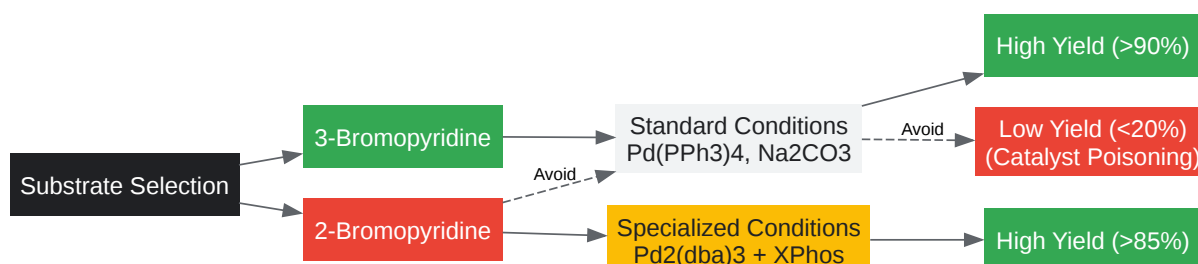 Substrate Selection
3-Bromopyridine
2-Bromopyridine
Avoid
Standard Conditions
Pd(PPh3)4, Na2CO3
Specialized Conditions
Pd2(dba)3 + XPhos
Avoid
High Yield (>90%)
Low Yield (<20%)
(Catalyst Poisoning)
High Yield (>85%)